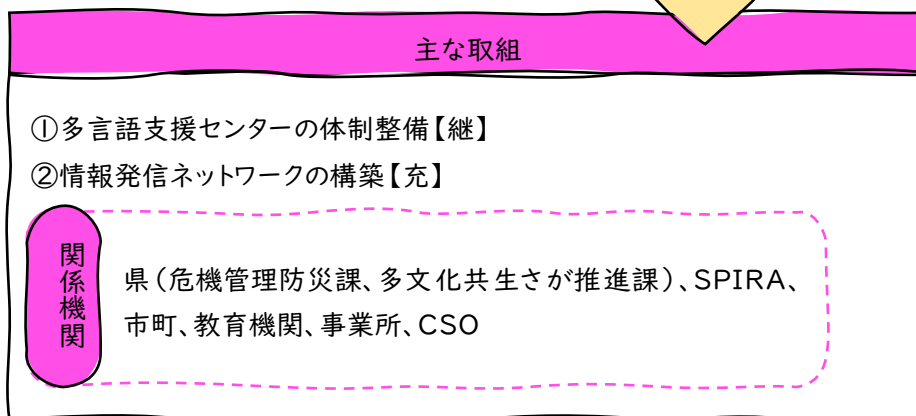 主な取組
①多言語支援センターの体制整備【継】
②情報発信ネットワークの構築【充】
関係機関
県(危機管理防災課、多文化共生さが推進課)、SPIRA、
市町、教育機関、事業所、CSO